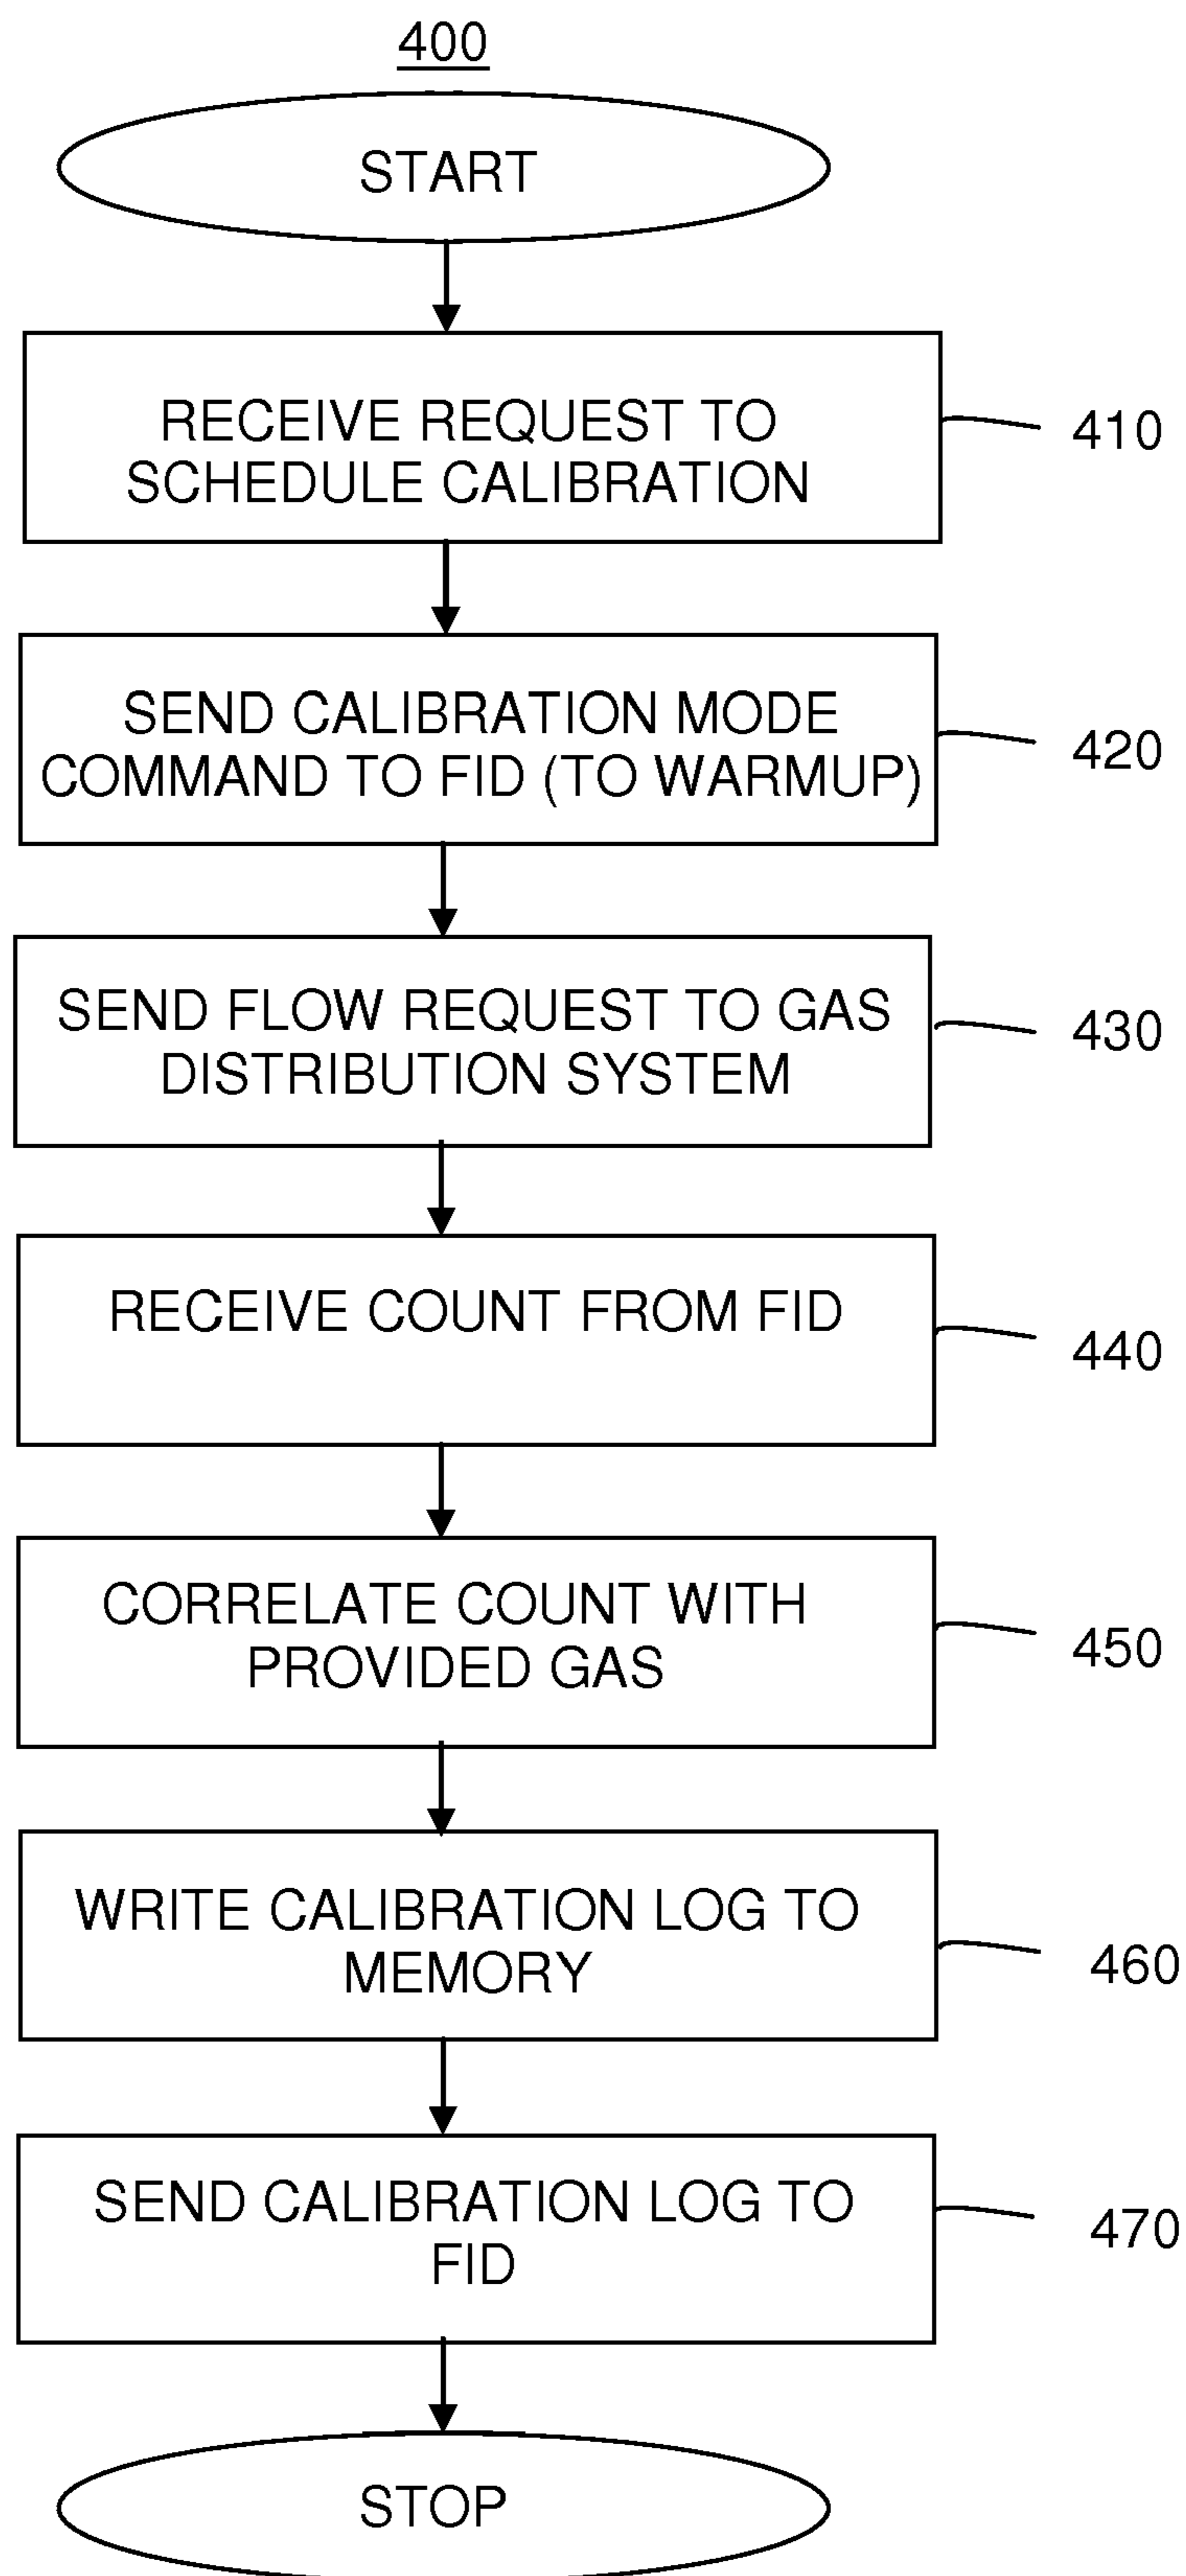 400
START
RECEIVE REQUEST TO
SCHEDULE CALIBRATION
410
SEND CALIBRATION MODE
COMMAND TO FID (TO WARMUP)
420
SEND FLOW REQUEST TO GAS
DISTRIBUTION SYSTEM
430
RECEIVE COUNT FROM FID
440
CORRELATE COUNT WITH
PROVIDED GAS
450
WRITE CALIBRATION LOG TO
MEMORY
460
SEND CALIBRATION LOG TO
FID
470
STOP